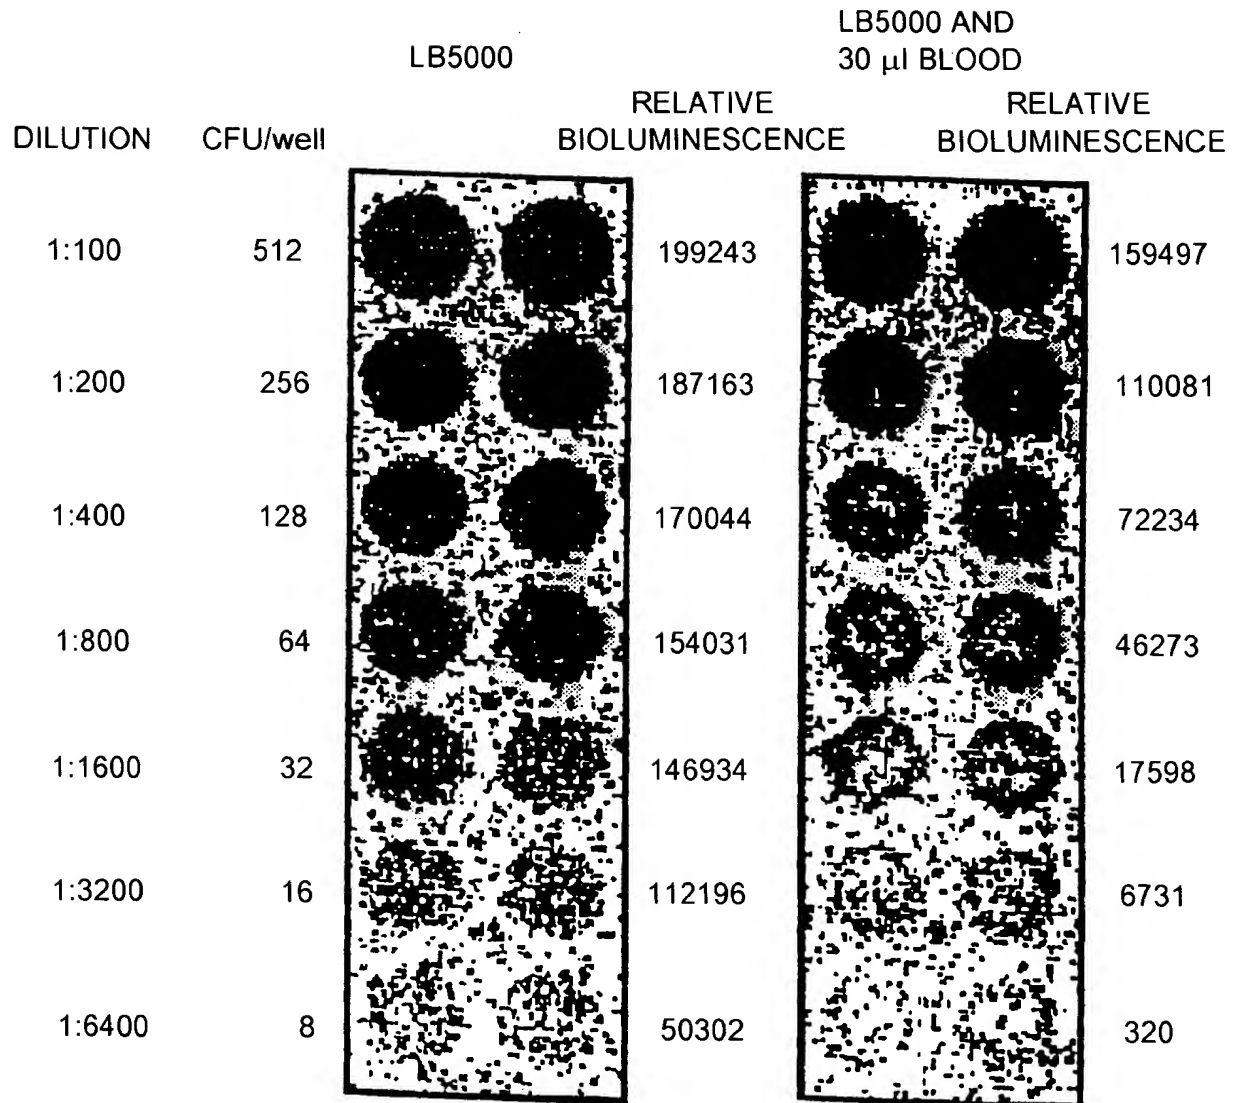 LB5000
LB5000 AND
30 µl BLOOD
DILUTION CFU/well RELATIVE BIOLUMINESCENCE RELATIVE BIOLUMINESCENCE
1:100 512 199243 159497
1:200 256 187163 110081
1:400 128 170044 72234
1:800 64 154031 46273
1:1600 32 146934 17598
1:3200 16 112196 6731
1:6400 8 50302 320